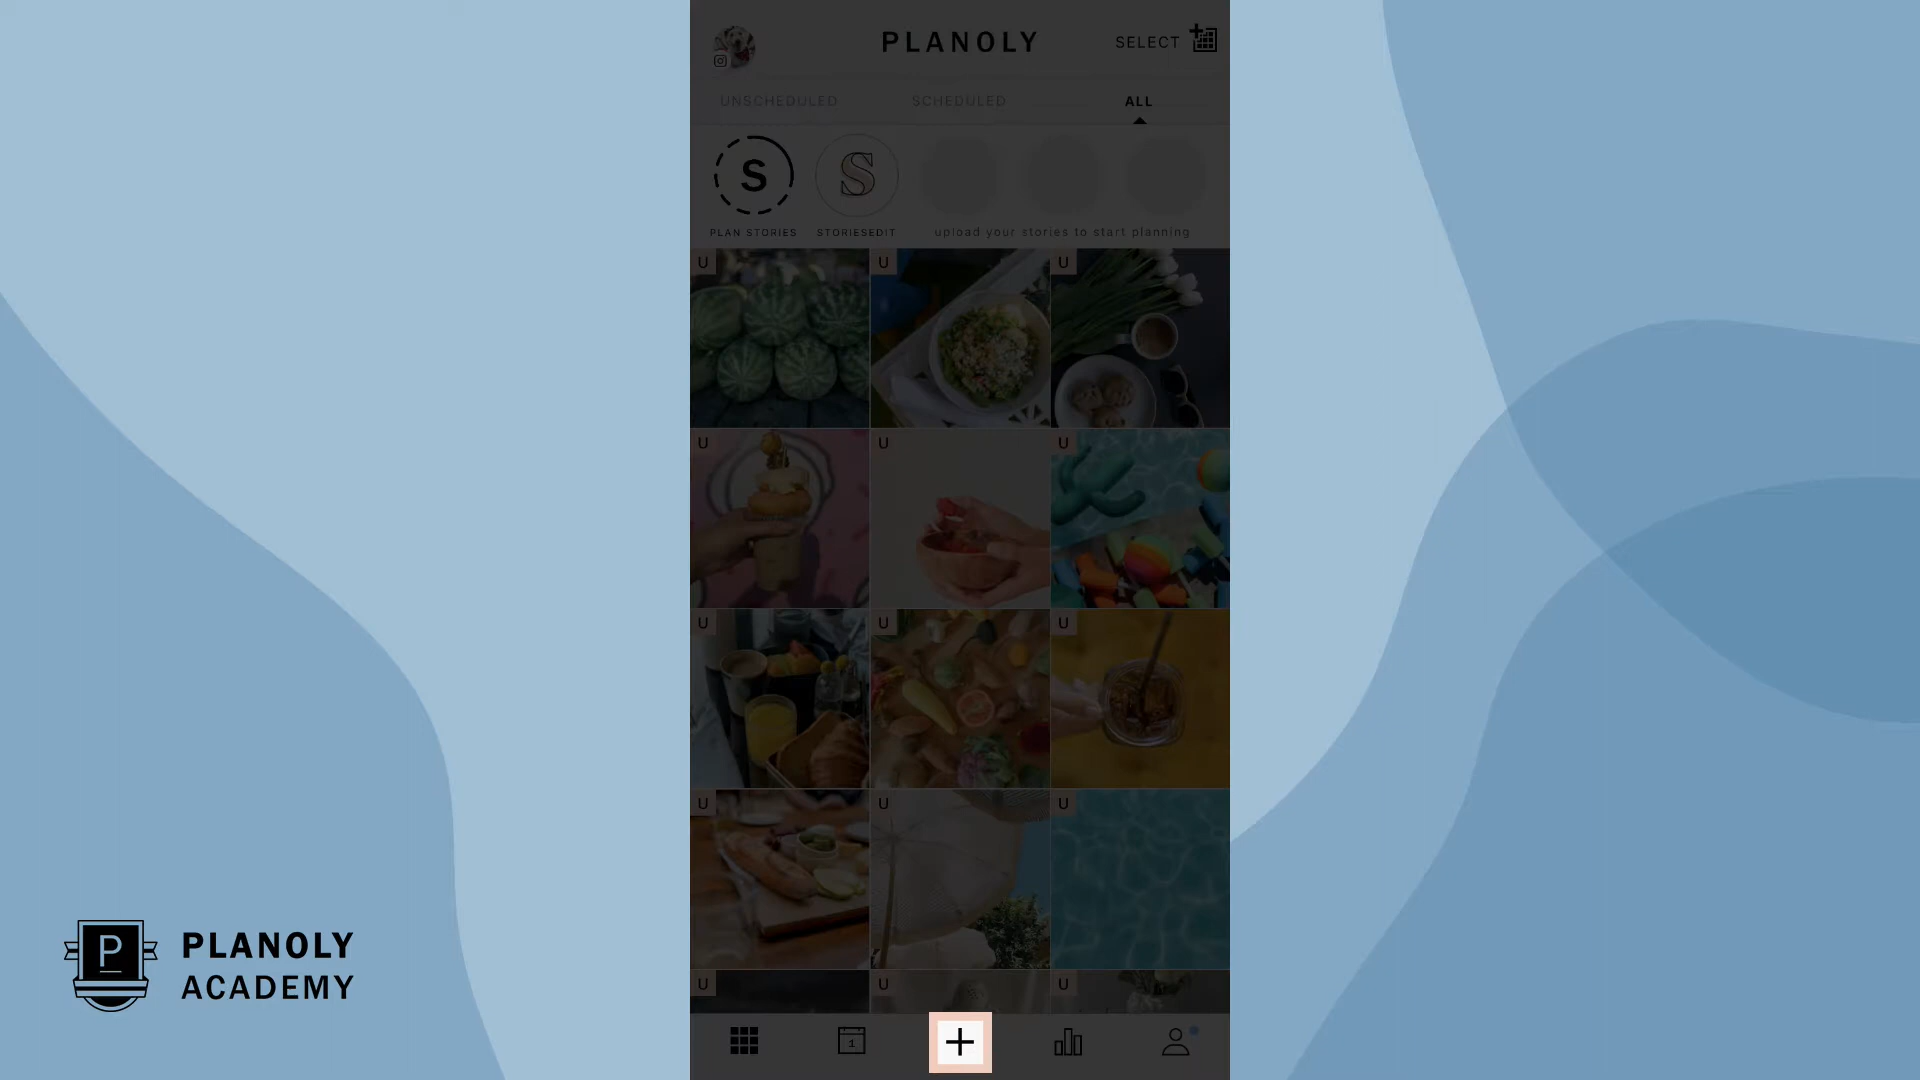 PLANOLY
SELECT
UNSCHEDULED
SCHEDULED
ALL
S
S
PLAN STORIES
STORIESEDIT
upload your stories to start planning
U
U
U
U
U
U
U
U
U
U
U
U
U
U
1
P
PLANOLY
ACADEMY